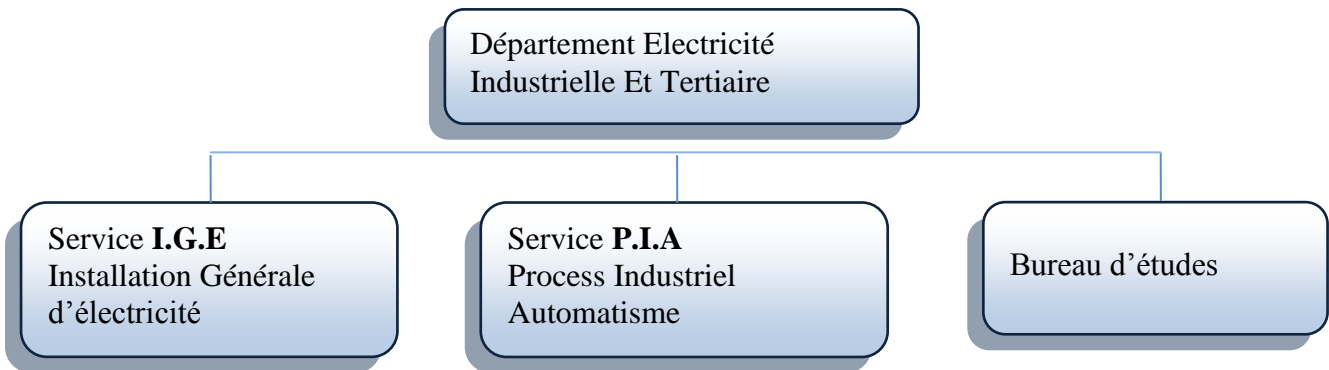 Département Electricité
Industrielle Et Tertiaire
Service I.G.E
Installation Générale
d’électricité
Service P.I.A
Process Industriel
Automatisme
Bureau d’études